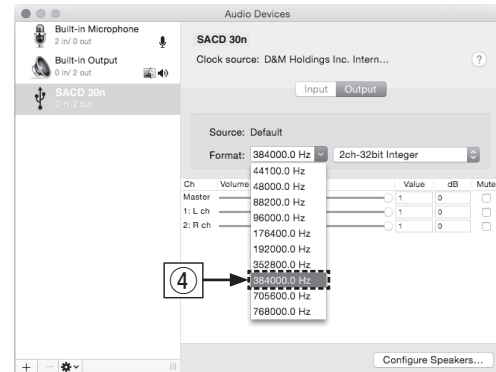 Audio Devices
Built-in Microphone
2 in/ 0 out
Built-in Output
0 in/ 2 out
SACD 30n
0 in/ 2 out
SACD 30n
Clock source: D&M Holdings Inc. Intern...
?
Input Output
Source: Default
Format: 384000.0 Hz 2ch-32bit Integer
44100.0 Hz
48000.0 Hz
88200.0 Hz
96000.0 Hz
176400.0 Hz
192000.0 Hz
352800.0 Hz
④ 384000.0 Hz
705600.0 Hz
768000.0 Hz
Ch Volume Value dB Mute
Master 1 0
1: L ch 1 0
2: R ch 1 0
Configure Speakers...